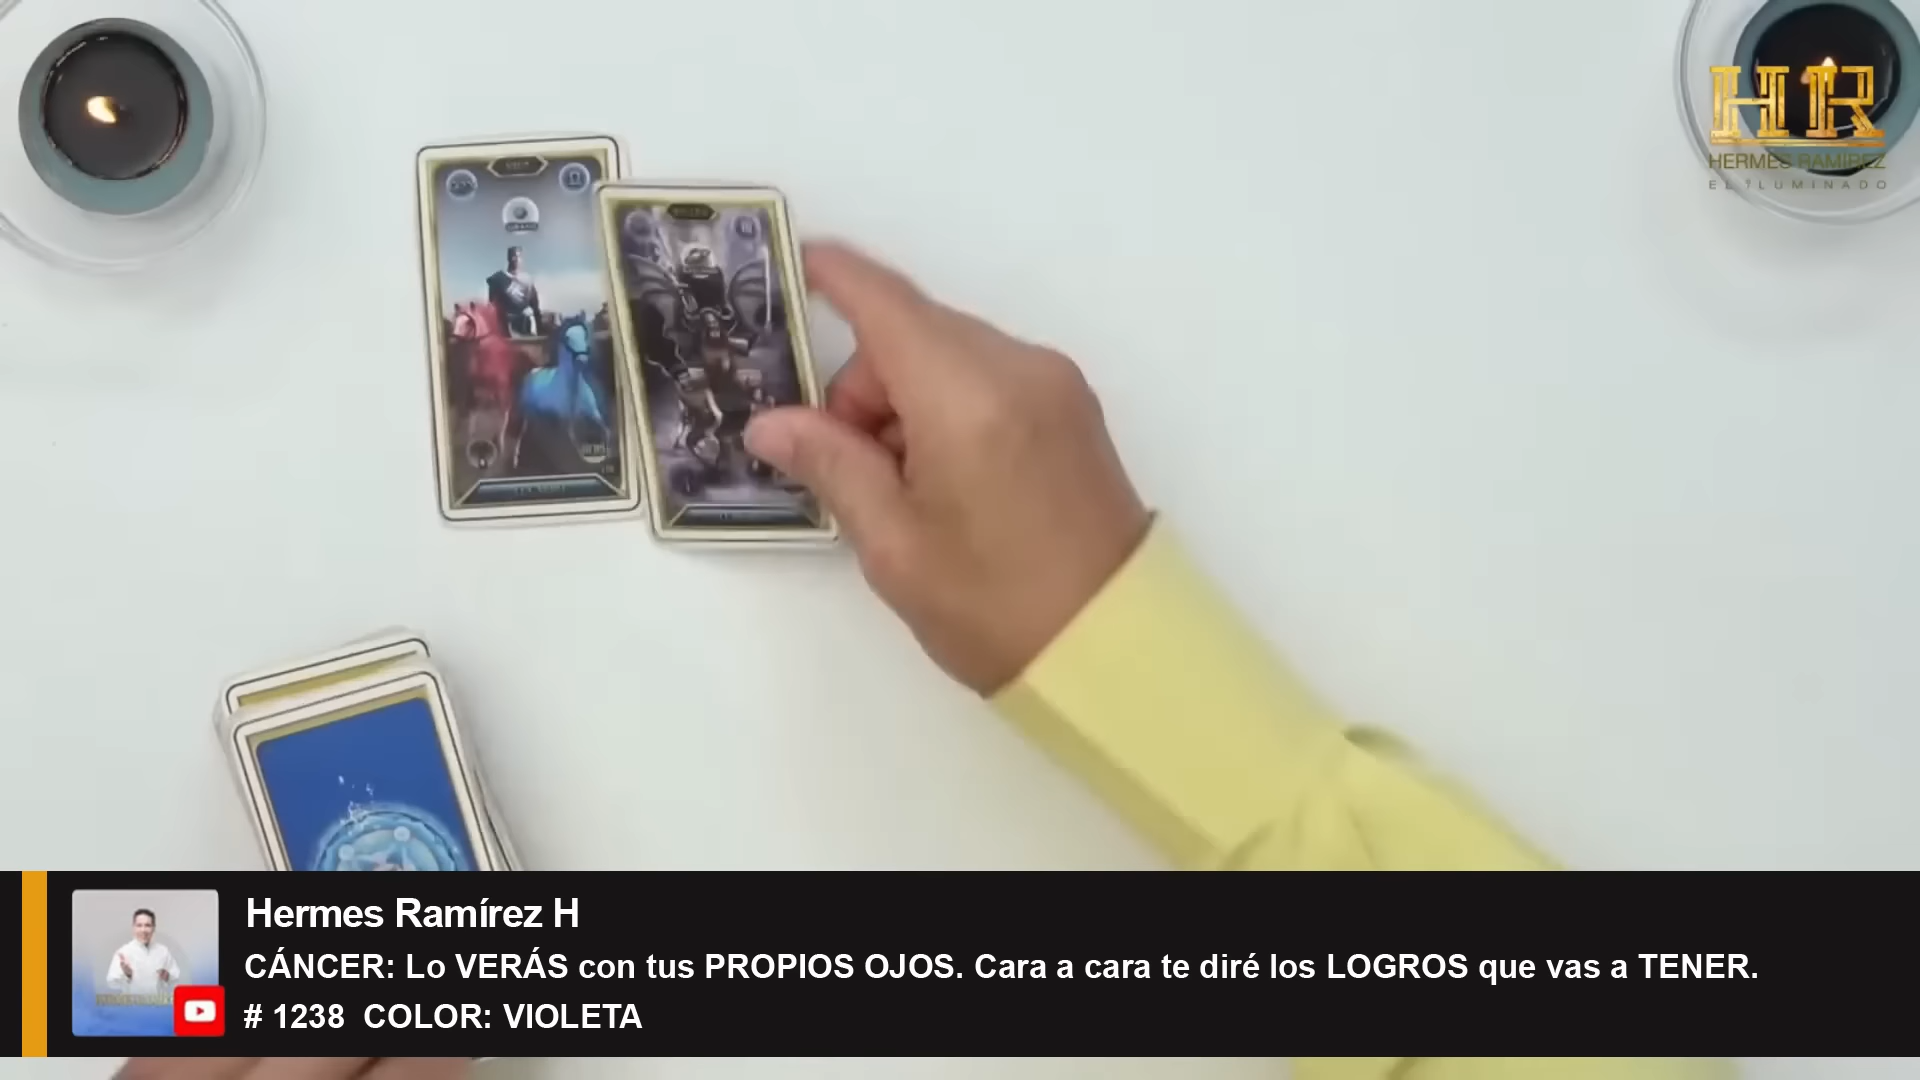 HR
HERMES RAMÍREZ
EL ILUMINADO
Hermes Ramírez H
CÁNCER: Lo VERÁS con tus PROPIOS OJOS. Cara a cara te diré los LOGROS que vas a TENER.
# 1238 COLOR: VIOLETA